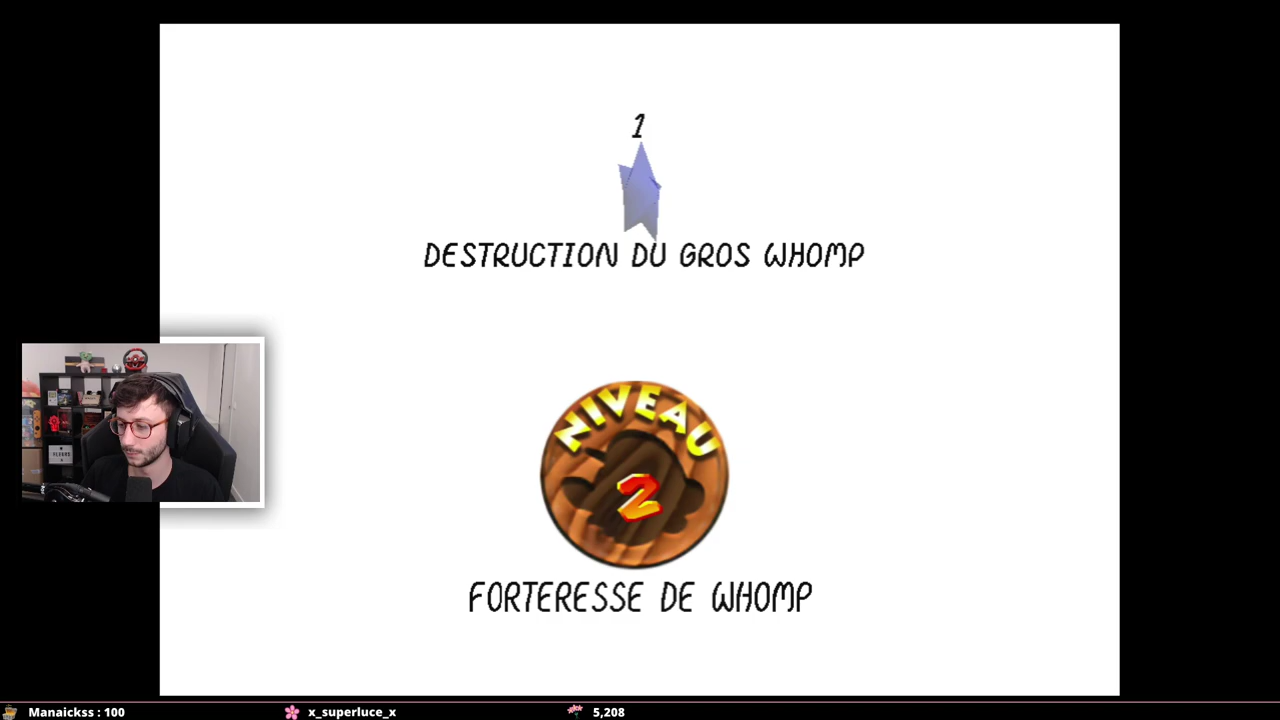 1
DESTRUCTION DU GROS WHOMP
NIVEAU
2
FORTERESSE DE WHOMP
Manaickss : 100
x_superluce_x
5,208